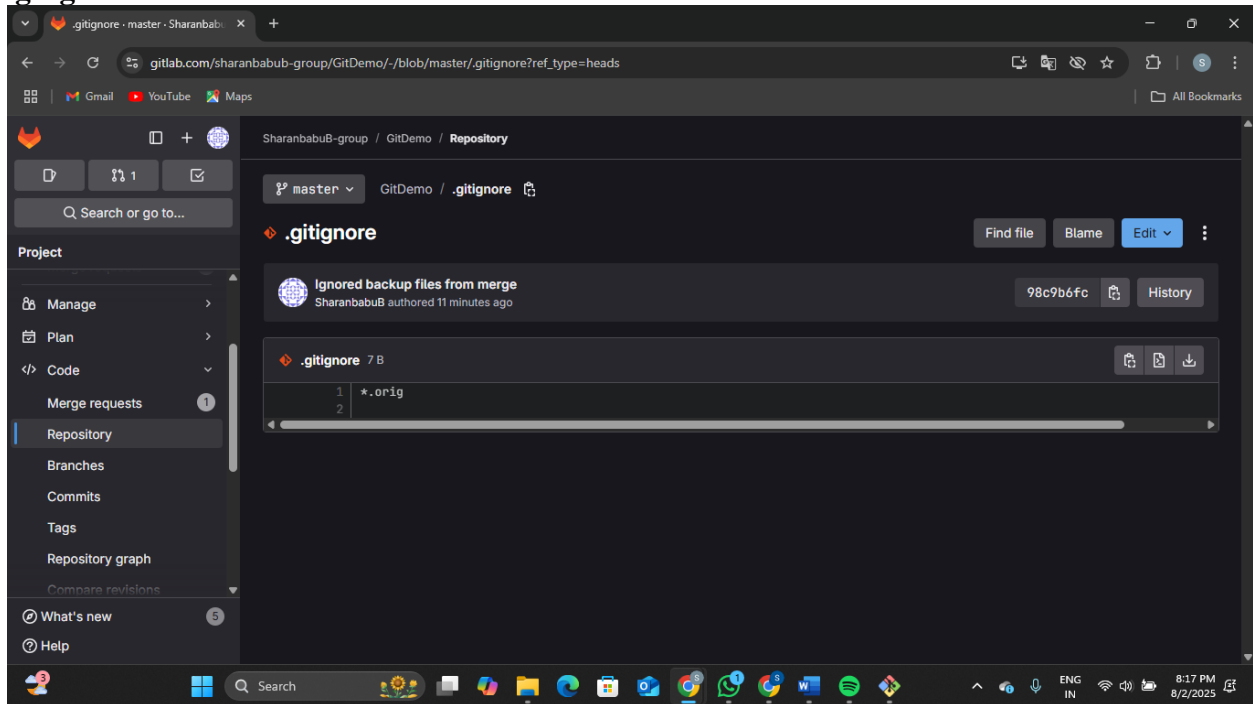 .gitignore · master · Sharanbab
gitlab.com/sharanbabub-group/GitDemo/-/blob/master/.gitignore?ref_type=heads
S
Gmail
YouTube
Maps
All Bookmarks
SharanbabuB-group / GitDemo / Repository
1
master
GitDemo / .gitignore
Search or go to...
.gitignore
Find file
Blame
Edit
Project
Ignored backup files from merge
SharanbabuB authored 11 minutes ago
98c9b6fc
History
Manage
Plan
Code
Merge requests 1
Repository
Branches
Commits
Tags
Repository graph
Compare revisions
What's new 5
Help
.gitignore 7 B
1 *.orig
2
3
Search
S
3
S
ENG
IN
8:17 PM
8/2/2025